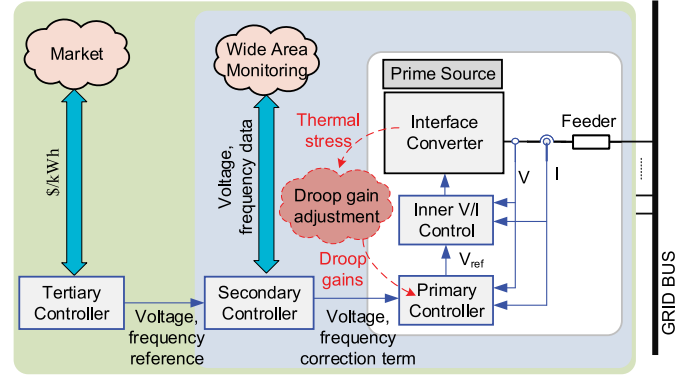 Market
Wide Area
Monitoring
Prime Source
Interface
Converter
Feeder
Thermal
stress
$/kWh
Voltage,
frequency data
V
I
Droop gain
adjustment
Inner V/I
Control
Droop
gains
Vref
Tertiary
Controller
Secondary
Controller
Primary
Controller
Voltage,
frequency
reference
Voltage,
frequency
correction term
GRID BUS